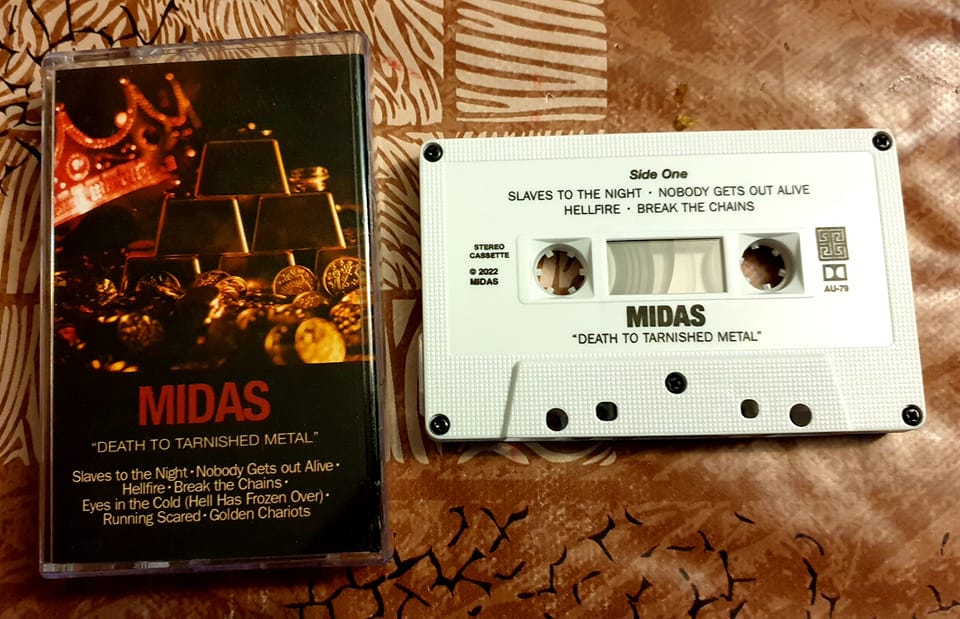 MIDAS
“DEATH TO TARNISHED METAL”
Slaves to the Night • Nobody Gets out Alive •
Hellfire • Break the Chains •
Eyes in the Cold (Hell Has Frozen Over) •
Running Scared • Golden Chariots
Side One
SLAVES TO THE NIGHT • NOBODY GETS OUT ALIVE
HELLFIRE • BREAK THE CHAINS
STEREO
CASSETTE
© 2022
MIDAS
AU-79
MIDAS
“DEATH TO TARNISHED METAL”